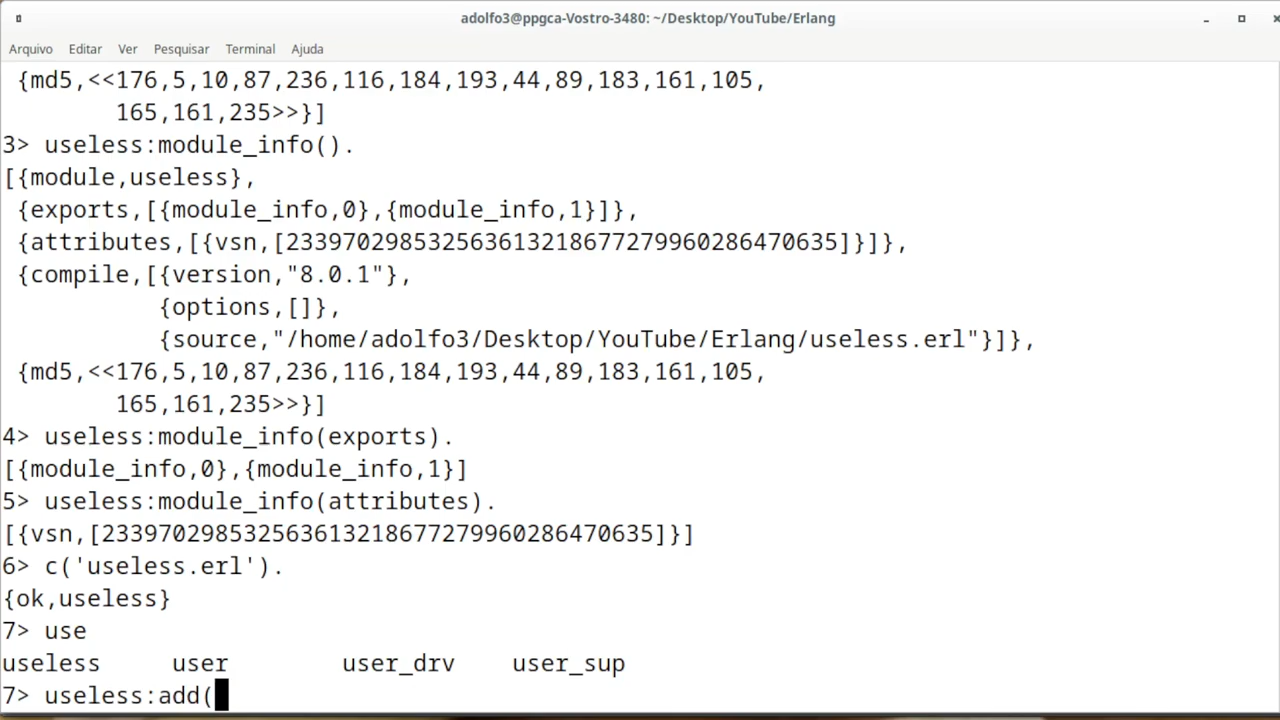 adolfo3@ppgca-Vostro-3480: ~/Desktop/YouTube/Erlang
Arquivo Editar Ver Pesquisar Terminal Ajuda
{md5,<<176,5,10,87,236,116,184,193,44,89,183,161,105,
165,161,235>>}]
3> useless:module_info().
[{module,useless},
{exports,[{module_info,0},{module_info,1}]},
{attributes,[{vsn,[233970298532563613218677279960286470635]}]},
{compile,[{version,"8.0.1"},
{options,[]},
{source,"/home/adolfo3/Desktop/YouTube/Erlang/useless.erl"}]},
{md5,<<176,5,10,87,236,116,184,193,44,89,183,161,105,
165,161,235>>}]
4> useless:module_info(exports).
[{module_info,0},{module_info,1}]
5> useless:module_info(attributes).
[{vsn,[233970298532563613218677279960286470635]}]
6> c('useless.erl').
{ok,useless}
7> use
useless user user_drv user_sup
7> useless:add(